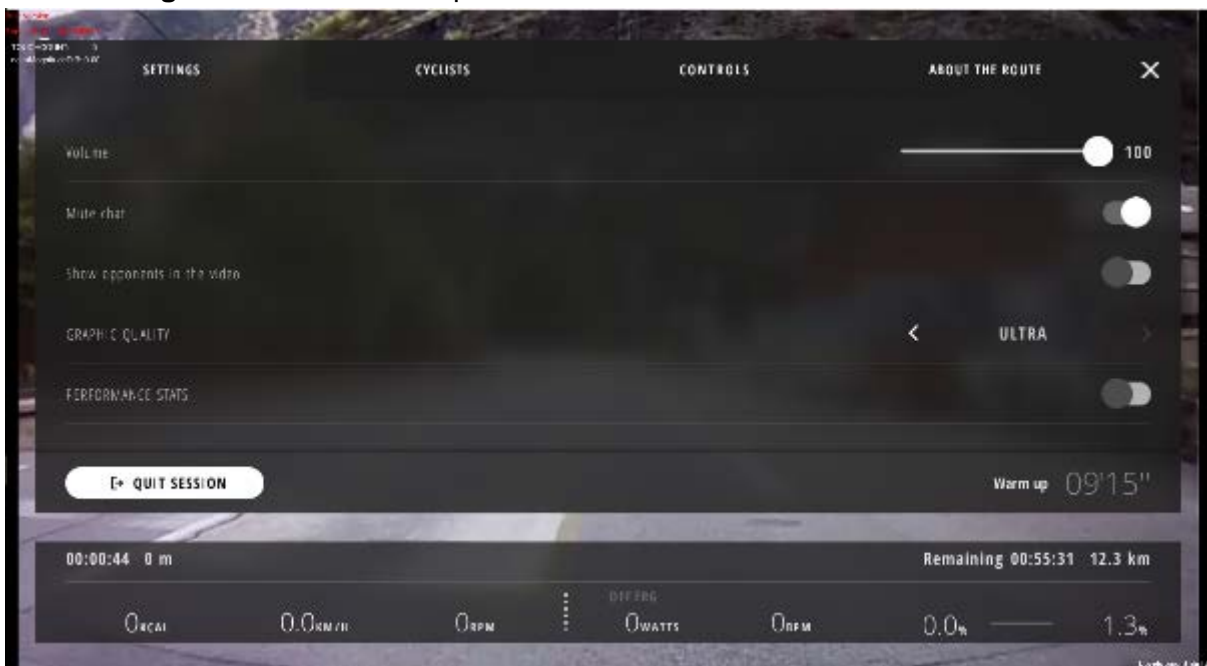 SETTINGS CYCLISTS CONTROLS ABOUT THE ROUTE
Volume 100
Mute chat
Show opponents in the video
GRAPHIC QUALITY ULTRA
PERFORMANCE STATS
QUIT SESSION Warm up 09'15"
00:00:44 0 m Remaining 00:55:31 12.3 km
0KCAL 0.0KM/H 0RPM 0WATTS 0BPM 0.0% 1.3%